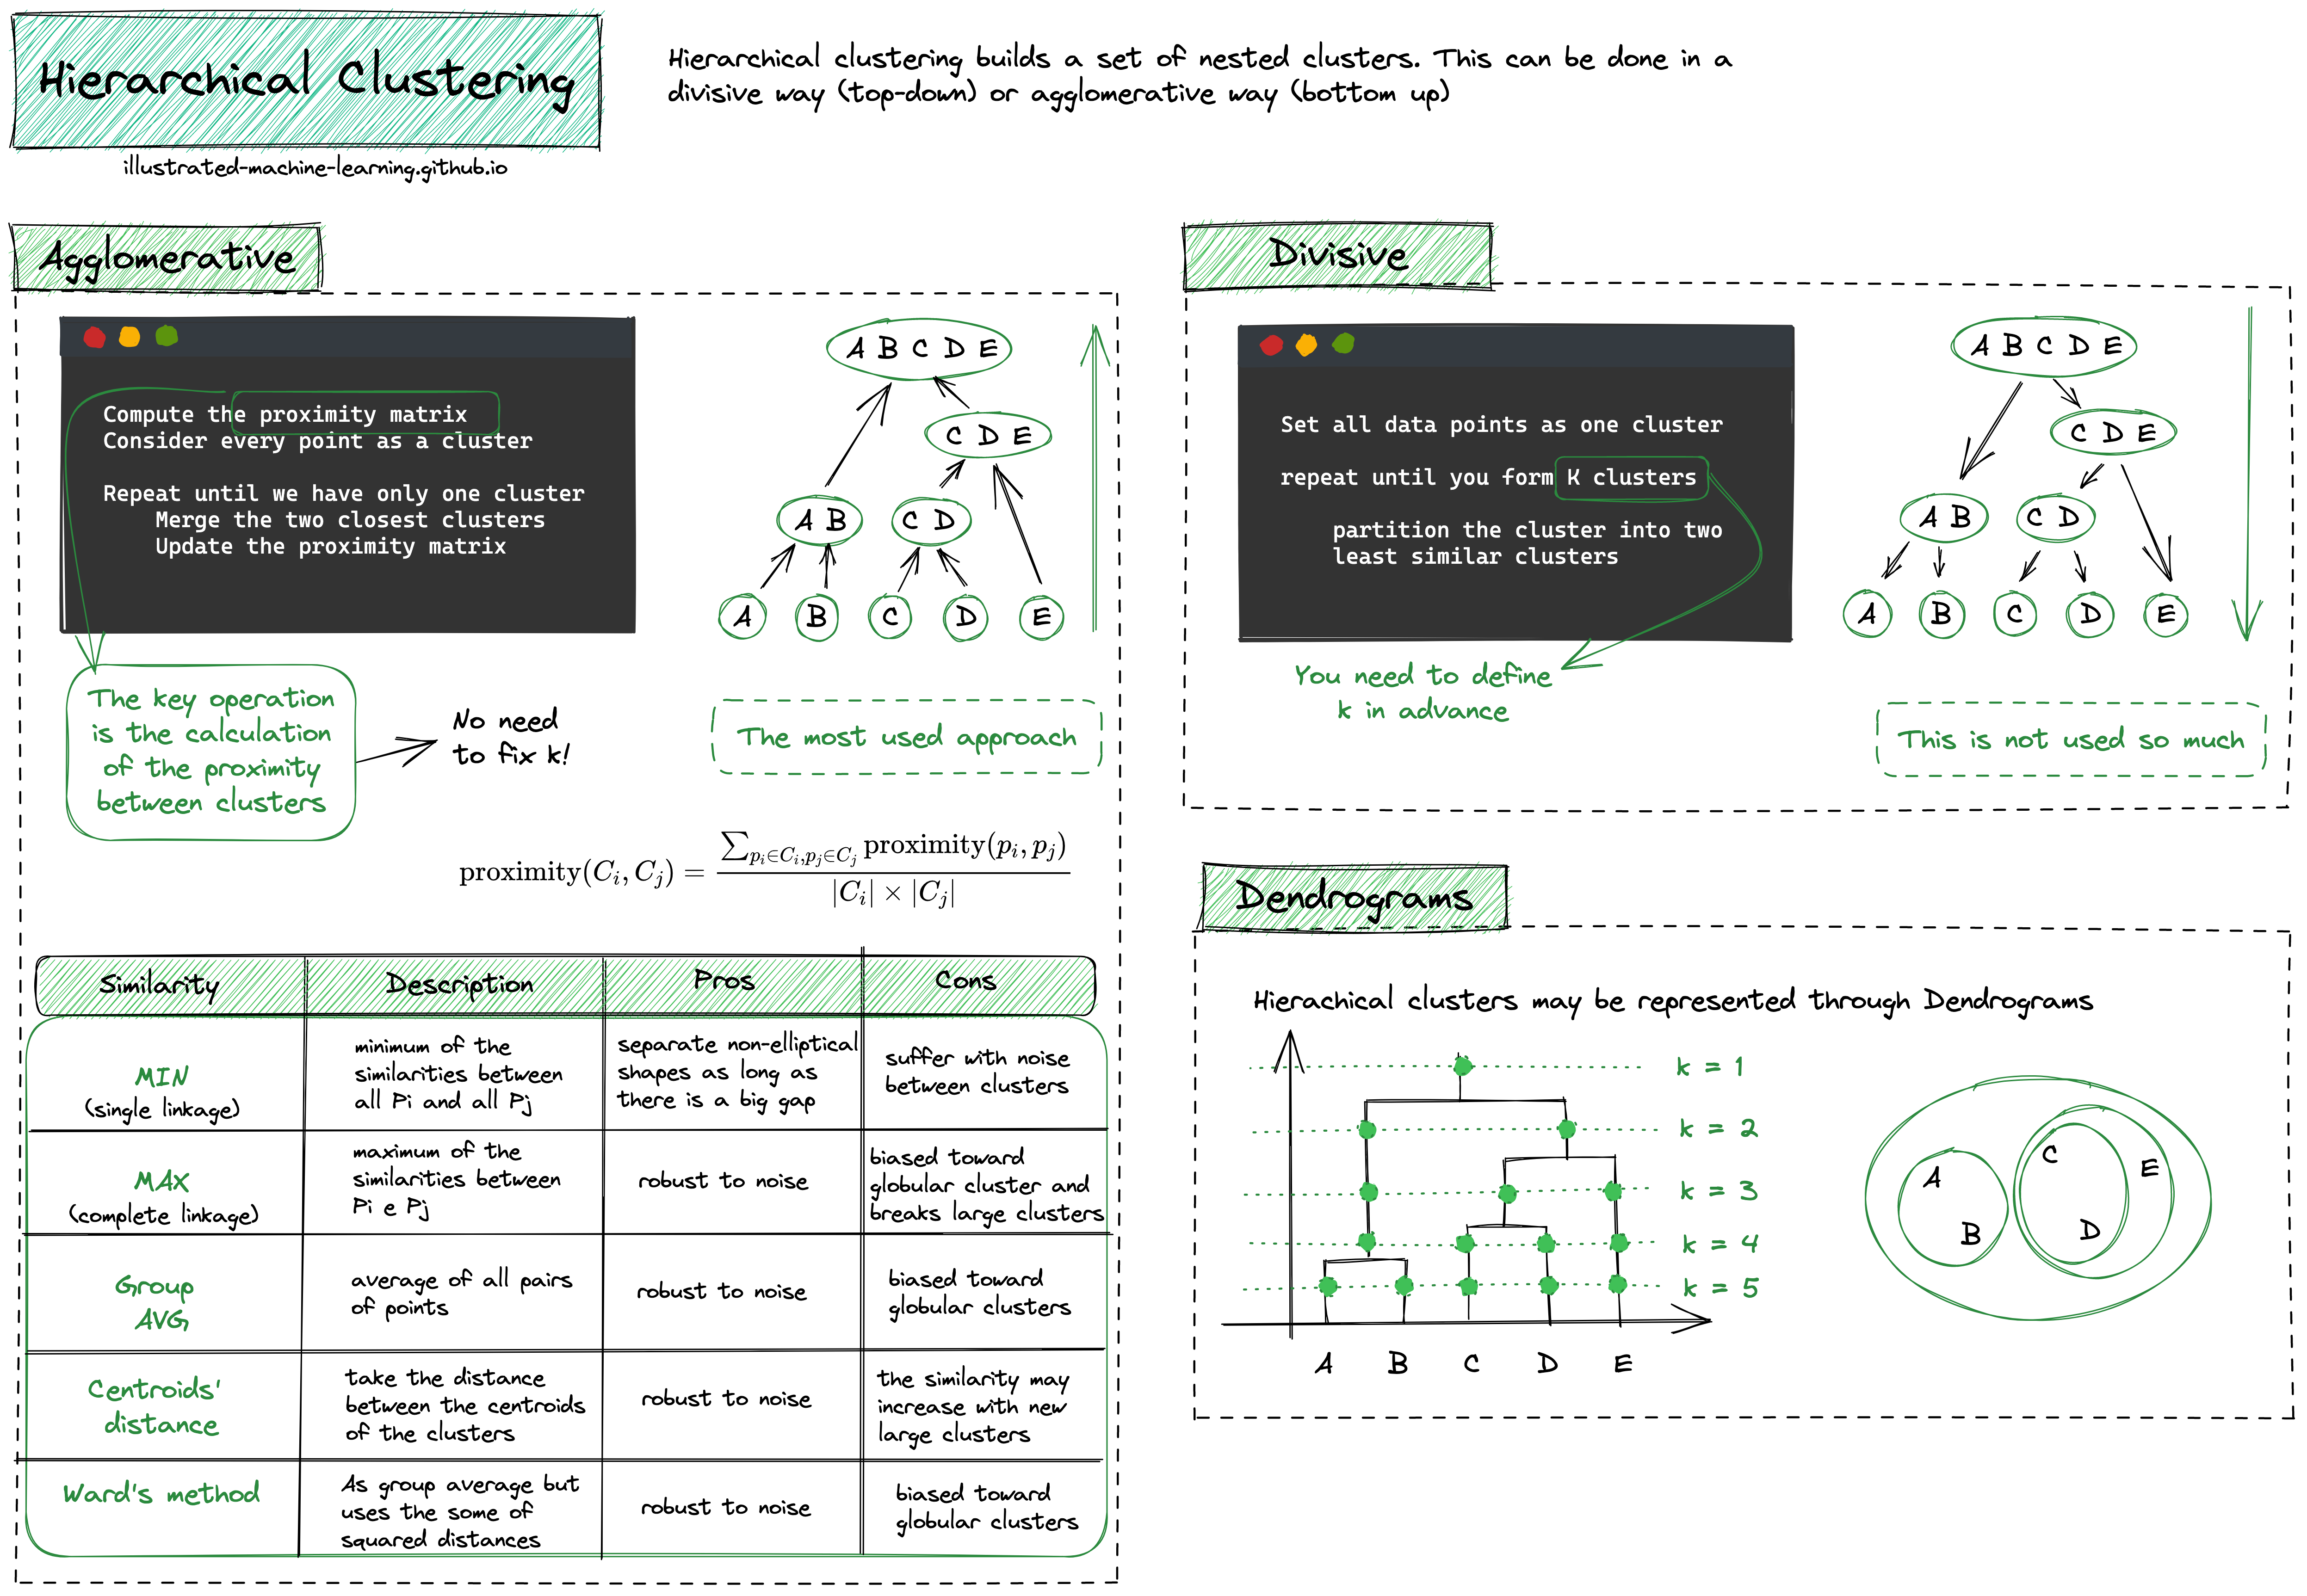 Hierarchical Clustering
illustrated-machine-learning.github.io
Hierarchical clustering builds a set of nested clusters. This can be done in a
divisive way (top-down) or agglomerative way (bottom up)
Agglomerative
Compute the proximity matrix
Consider every point as a cluster
Repeat until we have only one cluster
Merge the two closest clusters
Update the proximity matrix
A B C D E
C D E
A B
C D
A
B
C
D
E
The key operation
is the calculation
of the proximity
between clusters
No need
to fix k!
The most used approach
proximity(C_i, C_j) = \frac{\sum_{p_i \in C_i, p_j \in C_j} proximity(p_i, p_j)}{|C_i| × |C_j|}
Similarity
Description
Pros
Cons
MIN
(single linkage)
minimum of the
similarities between
all Pi and all Pj
separate non-elliptical
shapes as long as
there is a big gap
suffer with noise
between clusters
MAX
(complete linkage)
maximum of the
similarities between
Pi e Pj
robust to noise
biased toward
globular cluster and
breaks large clusters
Group
AVG
average of all pairs
of points
robust to noise
biased toward
globular clusters
Centroids'
distance
take the distance
between the centroids
of the clusters
robust to noise
the similarity may
increase with new
large clusters
Ward's method
As group average but
uses the some of
squared distances
robust to noise
biased toward
globular clusters
Divisive
Set all data points as one cluster
repeat until you form K clusters
partition the cluster into two
least similar clusters
You need to define
k in advance
A B C D E
C D E
A B
C D
A
B
C
D
E
This is not used so much
Dendrograms
Hierachical clusters may be represented through Dendrograms
k = 1
k = 2
k = 3
k = 4
k = 5
A B C D E
A
B
C
D
E